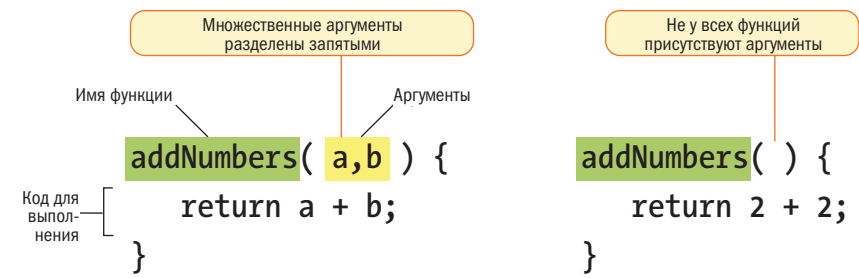 Множественные аргументы
разделены запятыми
Не у всех функций
присутствуют аргументы
Имя функции
Аргументы
addNumbers( a,b ) {
return a + b;
}
Код для
выпол-
нения
addNumbers( ) {
return 2 + 2;
}